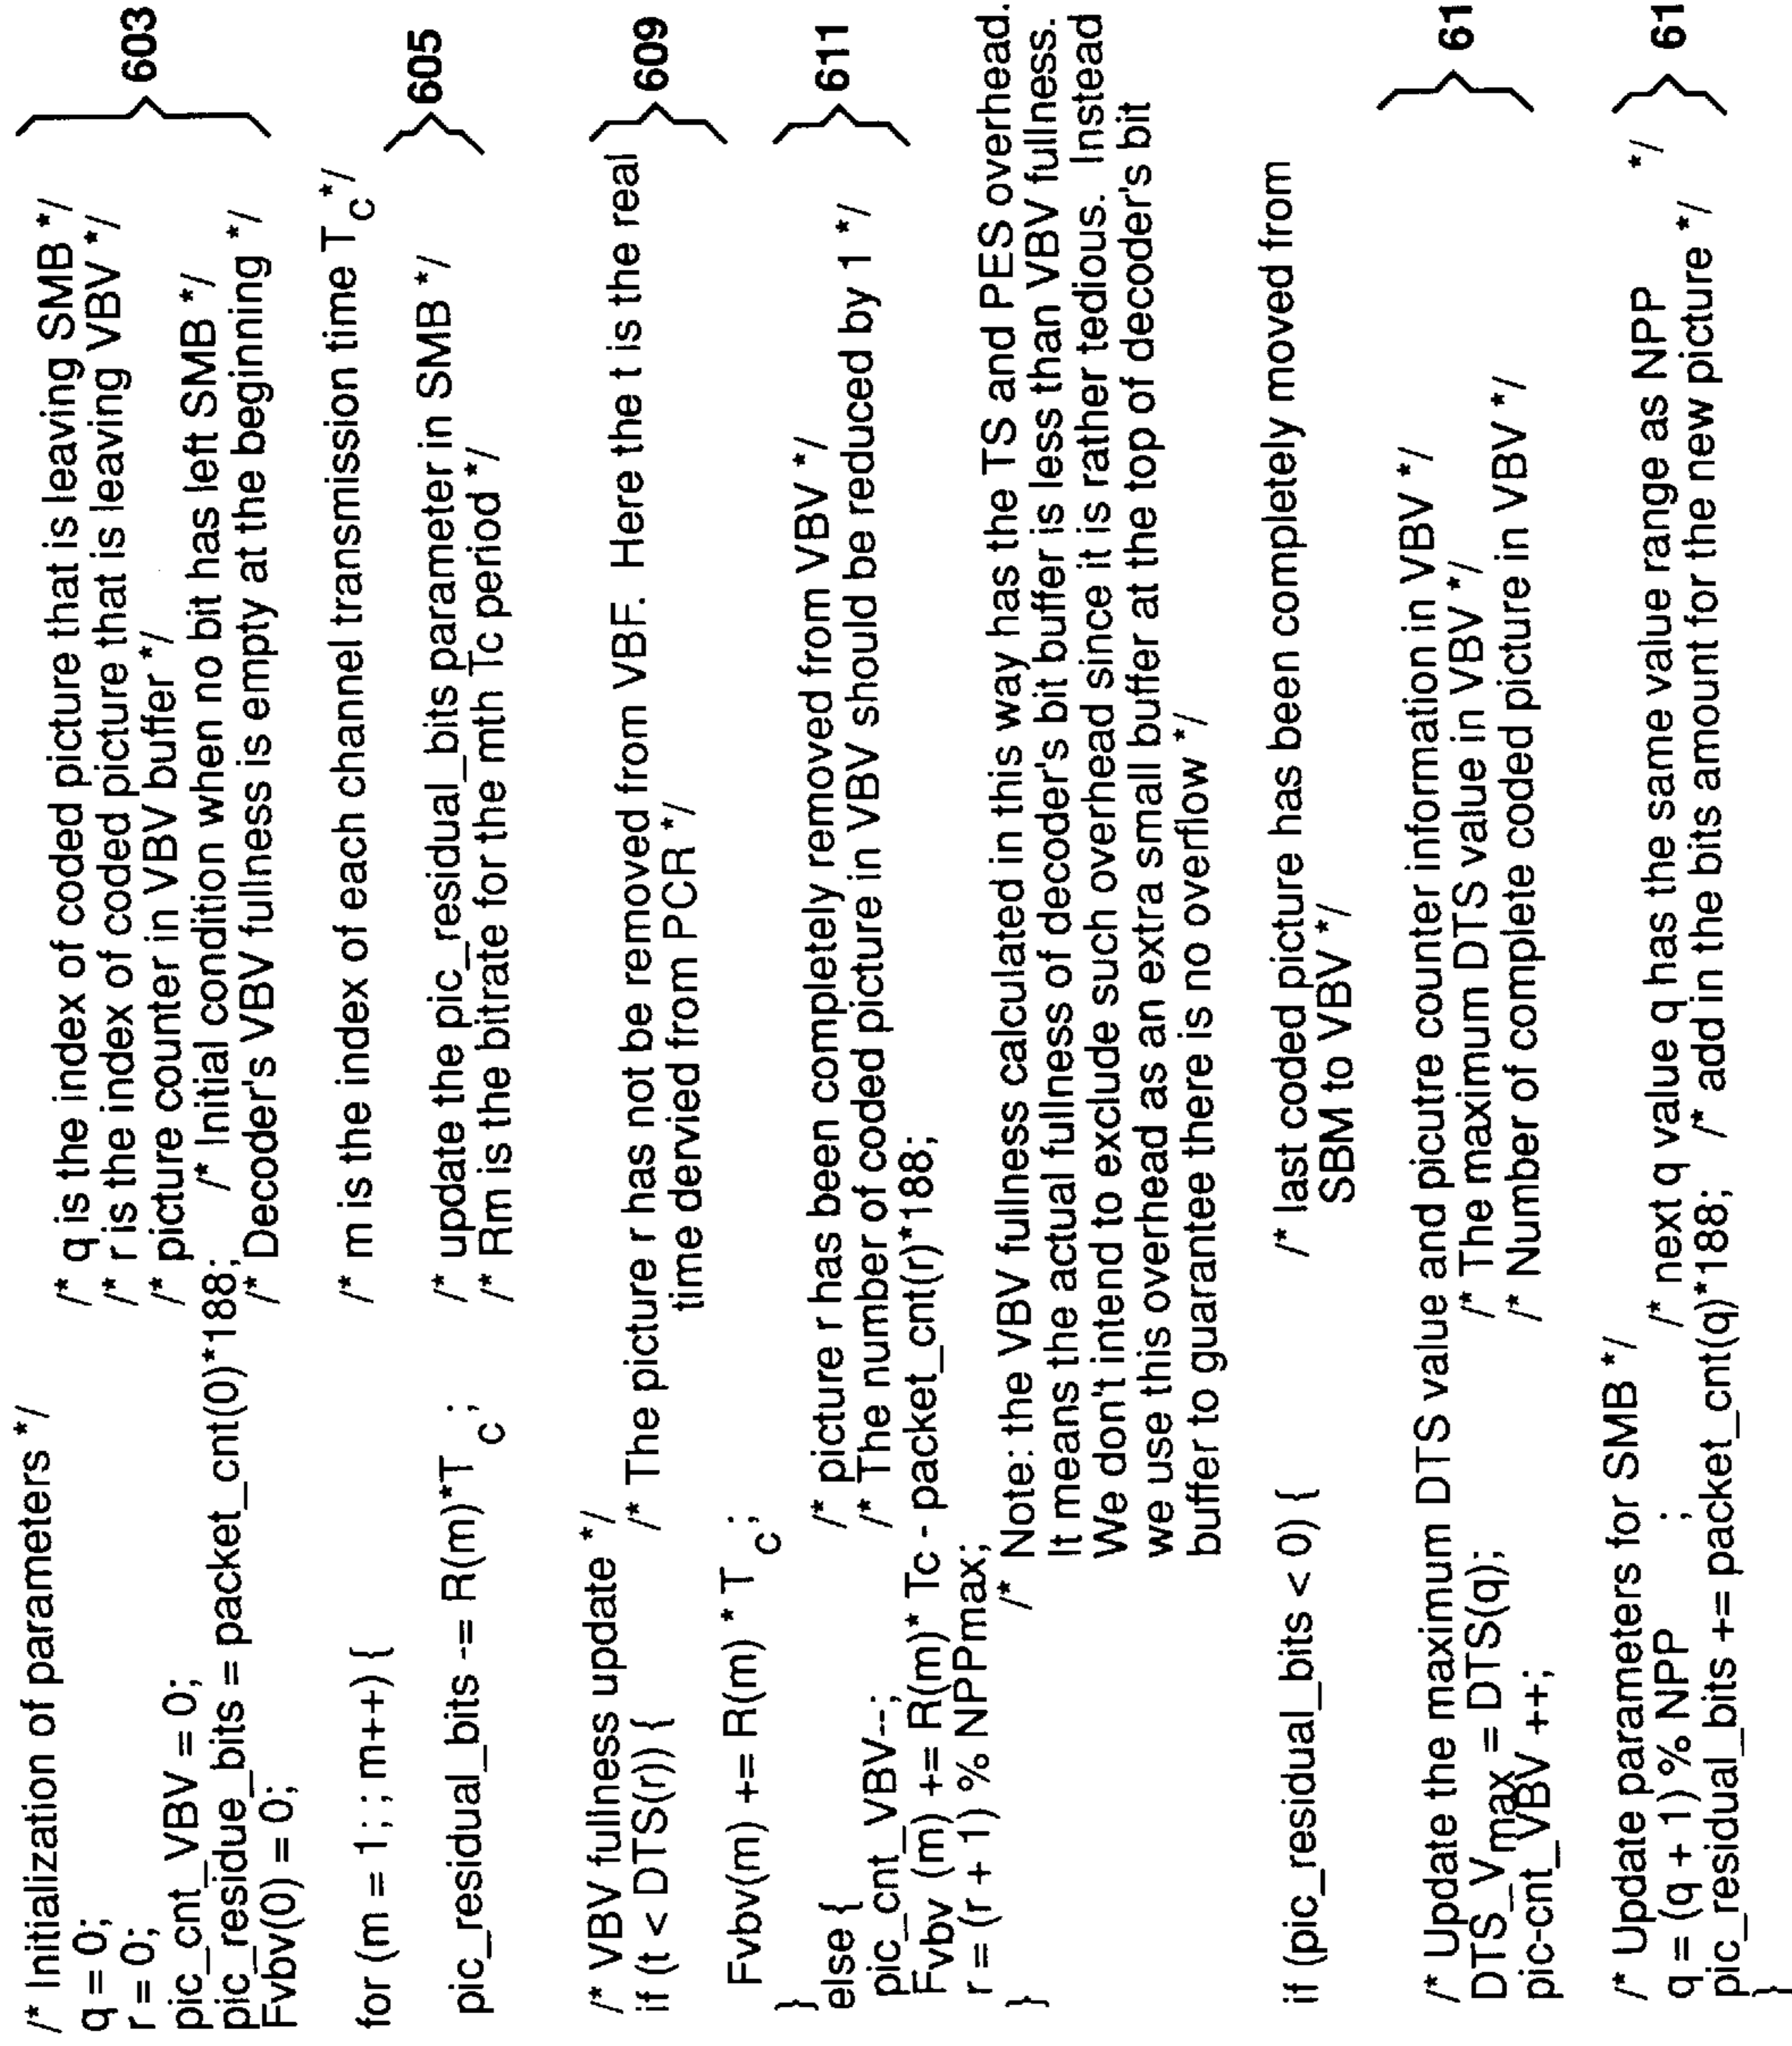 /* Initialization of parameters */
q = 0; /* q is the index of coded picture that is leaving SMB */
r = 0; /* r is the index of coded picture that is leaving VBV */
pic_cnt_VBV = 0; /* picture counter in VBV buffer */
pic_residue_bits = packet_cnt(0)*188; /* Initial condition when no bit has left SMB */
Fvbv(0) = 0; /* Decoder's VBV fullness is empty at the beginning */
603
for (m = 1; ; m++) { /* m is the index of each channel transmission time Tc */
pic_residual_bits -= R(m)*Tc; /* update the pic_residual_bits parameter in SMB */
/* Rm is the bitrate for the mth Tc period */
605
/* VBV fullness update */
if (t < DTS(r)) { /* The picture r has not be removed from VBF. Here the t is the real
time dervied from PCR */
609
Fvbv(m) += R(m) * Tc;
}
else { /* picture r has been completely removed from VBV */
pic_cnt_VBV--; /* The number of coded picture in VBV should be reduced by 1 */
611
Fvbv (m) += R(m)* Tc - packet_cnt(r)*188;
r = (r + 1) % NPPmax;
} /* Note: the VBV fullness calculated in this way has the TS and PES overhead.
It means the actual fullness of decoder's bit buffer is less than VBV fullness.
We don't intend to exclude such overhead since it is rather tedious. Instead
we use this overhead as an extra small buffer at the top of decoder's bit
buffer to guarantee there is no overflow */
if (pic_residual_bits < 0) { /* last coded picture has been completely moved from
SBM to VBV */
/* Update the maximum DTS value and picutre counter information in VBV */
DTS_Vmax = DTS(q); /* The maximum DTS value in VBV */
pic-cnt_VBV ++; /* Number of complete coded picture in VBV */
61
/* Update parameters for SMB */
q = (q + 1) % NPP ; /* next q value q has the same value range as NPP */
pic_residual_bits += packet_cnt(q)*188; /* add in the bits amount for the new picture */
61
}